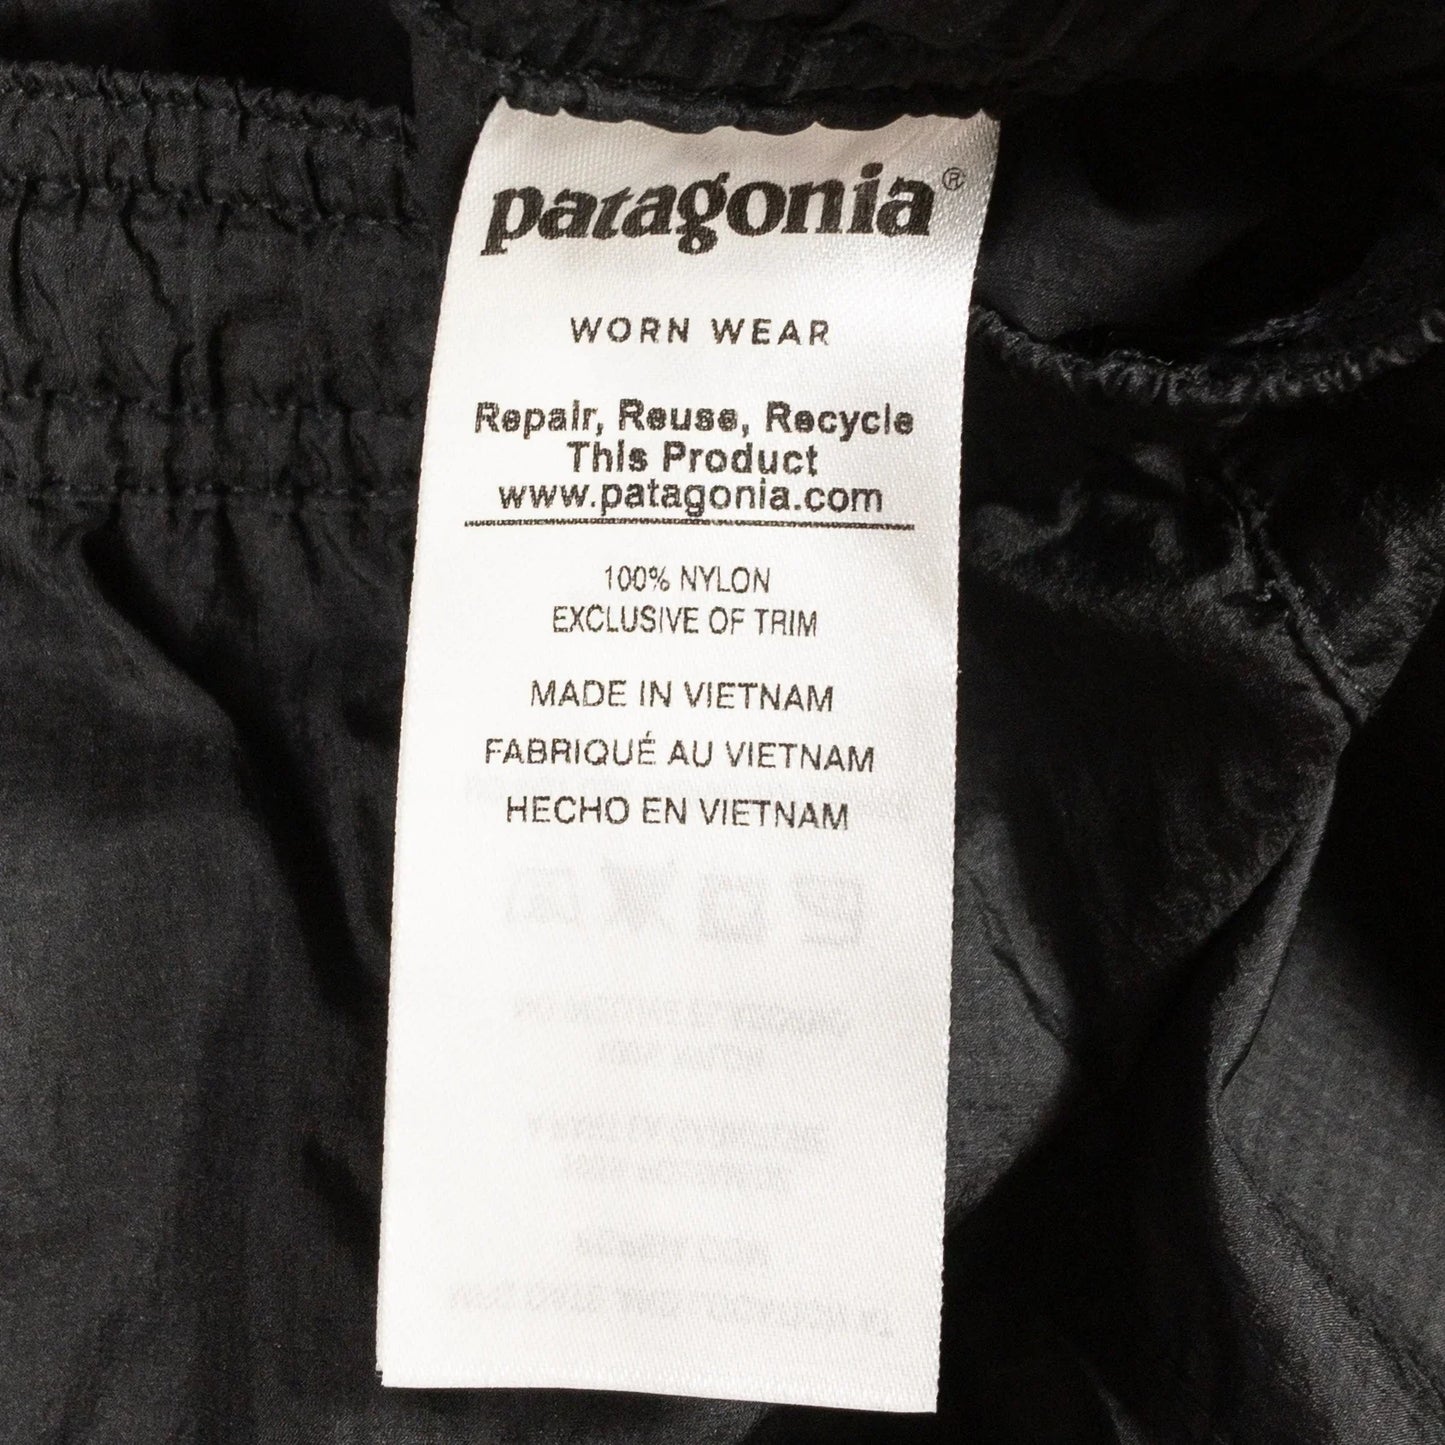 patagonia®
WORN WEAR
Repair, Reuse, Recycle
This Product
www.patagonia.com
100% NYLON
EXCLUSIVE OF TRIM
MADE IN VIETNAM
FABRIQUÉ AU VIETNAM
HECHO EN VIETNAM